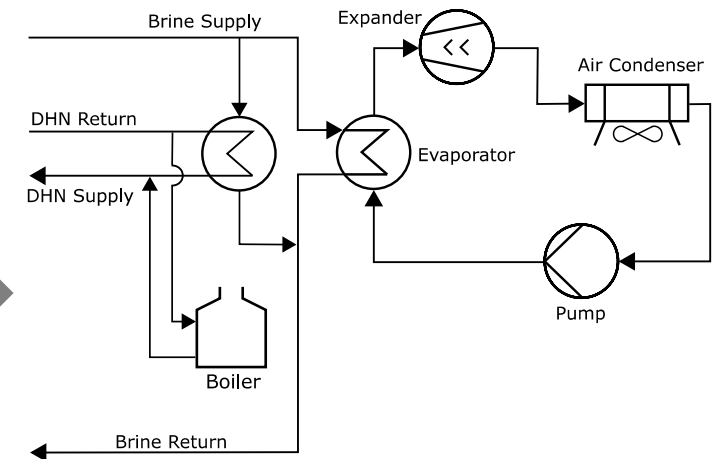 Brine Supply
Expander
Air Condenser
DHN Return
Evaporator
DHN Supply
Pump
Boiler
Brine Return